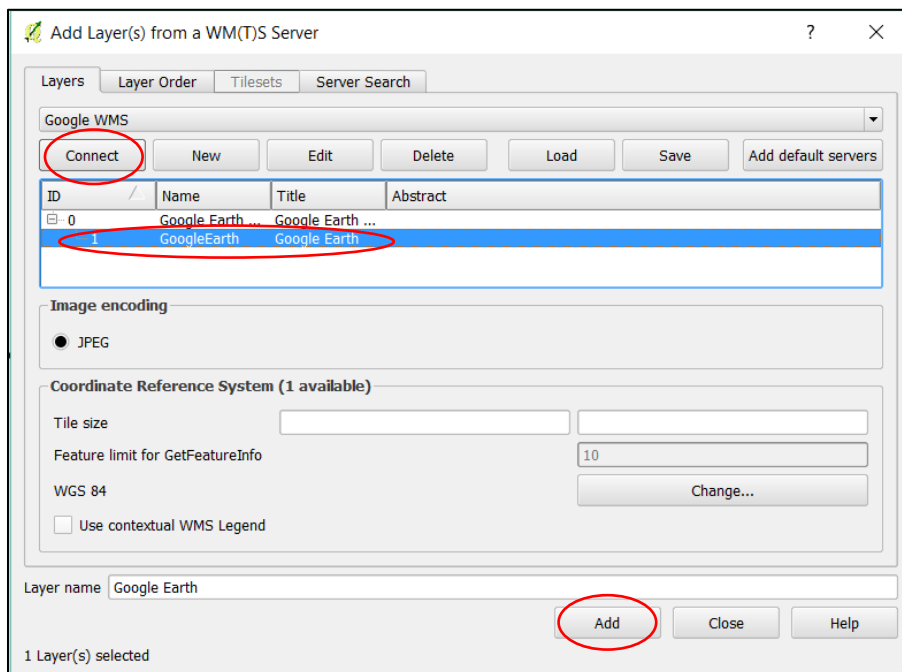 Add Layer(s) from a WM(T)S Server ?
Layers Layer Order Tilesets Server Search
Google WMS
Connect New Edit Delete Load Save Add default servers
ID Name Title Abstract
0 Google Earth ... Google Earth ...
1 GoogleEarth Google Earth
Image encoding
JPEG
Coordinate Reference System (1 available)
Tile size
Feature limit for GetFeatureInfo 10
WGS 84 Change...
Use contextual WMS Legend
Layer name Google Earth
Add Close Help
1 Layer(s) selected